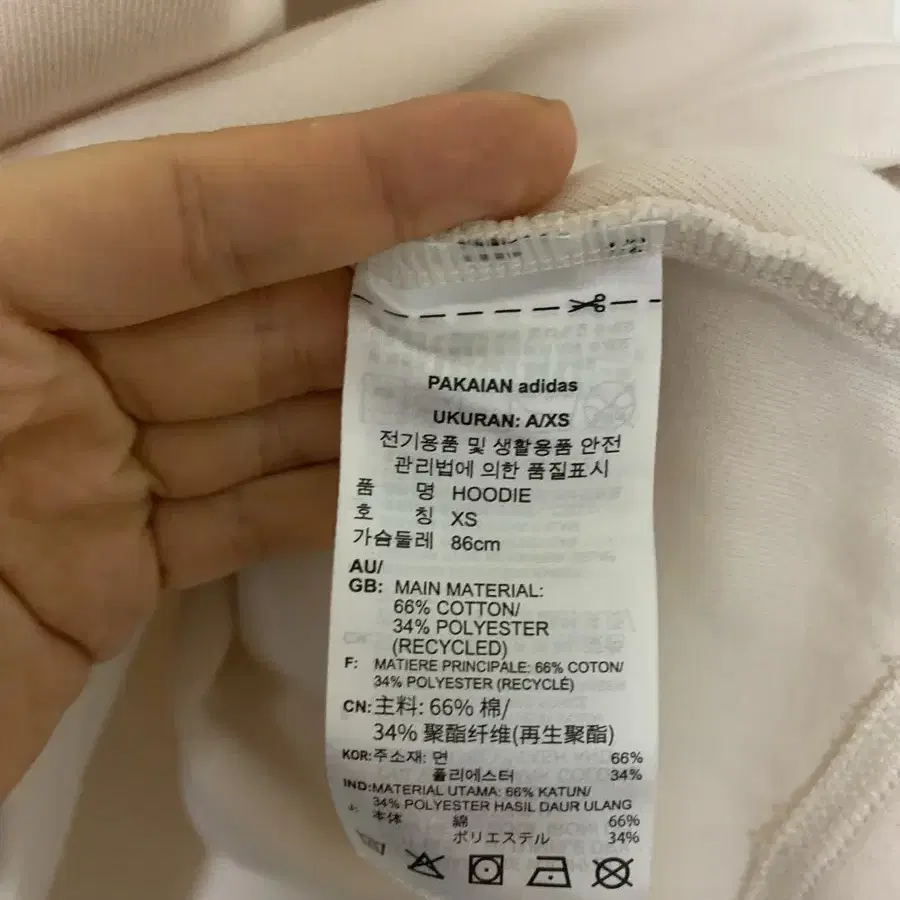 PAKAIAN adidas
UKURAN: A/XS
전기용품 및 생활용품 안전
관리법에 의한 품질표시
품 명 HOODIE
호 칭 XS
가슴둘레 86cm
AU/
GB: MAIN MATERIAL:
66% COTTON/
34% POLYESTER
(RECYCLED)
F: MATIERE PRINCIPALE: 66% COTON/
34% POLYESTER (RECYCLÉ)
CN: 主料: 66% 棉/
34% 聚酯纤维(再生聚酯)
KOR: 주소재: 면 66%
폴리에스터 34%
IND: MATERIAL UTAMA: 66% KATUN/
34% POLYESTER HASIL DAUR ULANG
本体 綿 66%
ポリエステル 34%